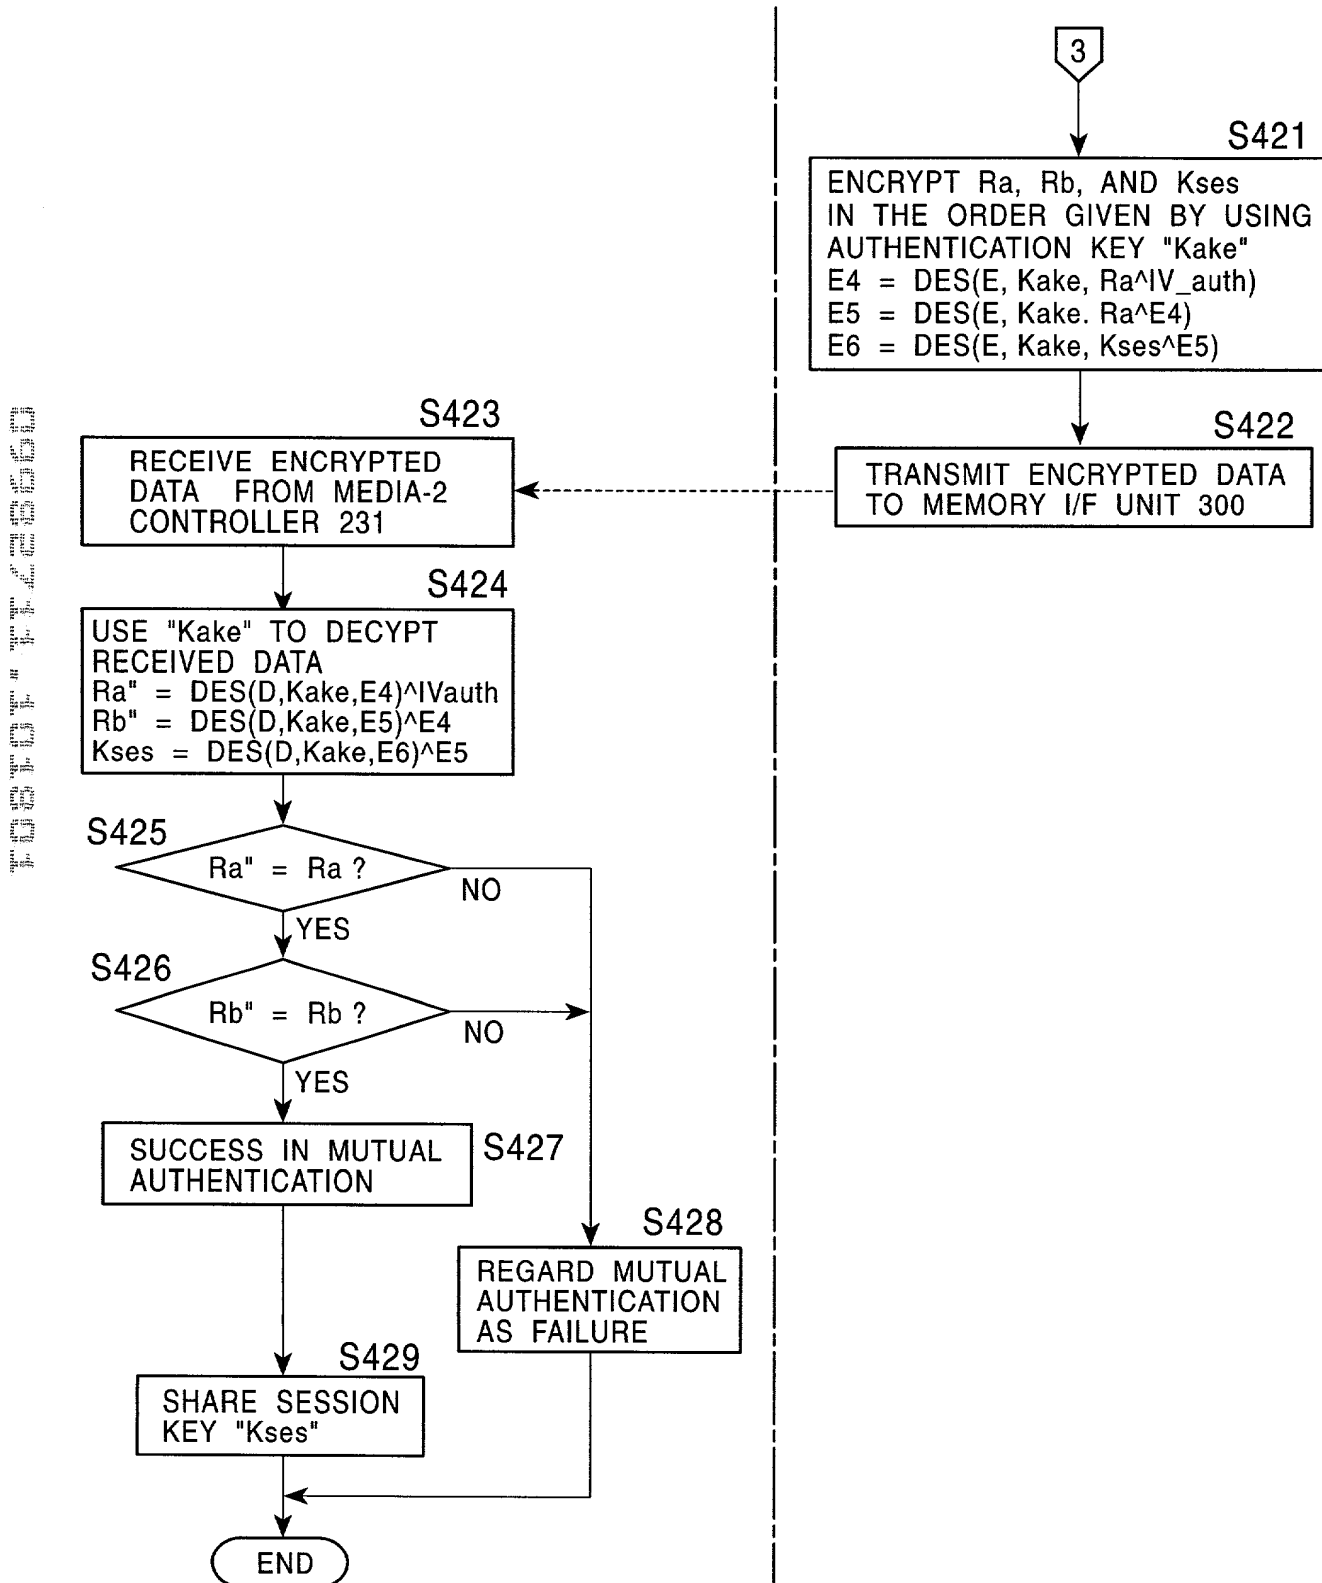 3
S421
ENCRYPT Ra, Rb, AND Kses
IN THE ORDER GIVEN BY USING
AUTHENTICATION KEY "Kake"
E4 = DES(E, Kake, Ra^IV_auth)
E5 = DES(E, Kake. Ra^E4)
E6 = DES(E, Kake, Kses^E5)
S422
TRANSMIT ENCRYPTED DATA
TO MEMORY I/F UNIT 300
S423
RECEIVE ENCRYPTED
DATA FROM MEDIA-2
CONTROLLER 231
S424
USE "Kake" TO DECYPT
RECEIVED DATA
Ra" = DES(D,Kake,E4)^IVauth
Rb" = DES(D,Kake,E5)^E4
Kses = DES(D,Kake,E6)^E5
S425
Ra" = Ra ?
NO
YES
S426
Rb" = Rb ?
NO
YES
SUCCESS IN MUTUAL
AUTHENTICATION
S427
S428
REGARD MUTUAL
AUTHENTICATION
AS FAILURE
S429
SHARE SESSION
KEY "Kses"
END
09982711.101801